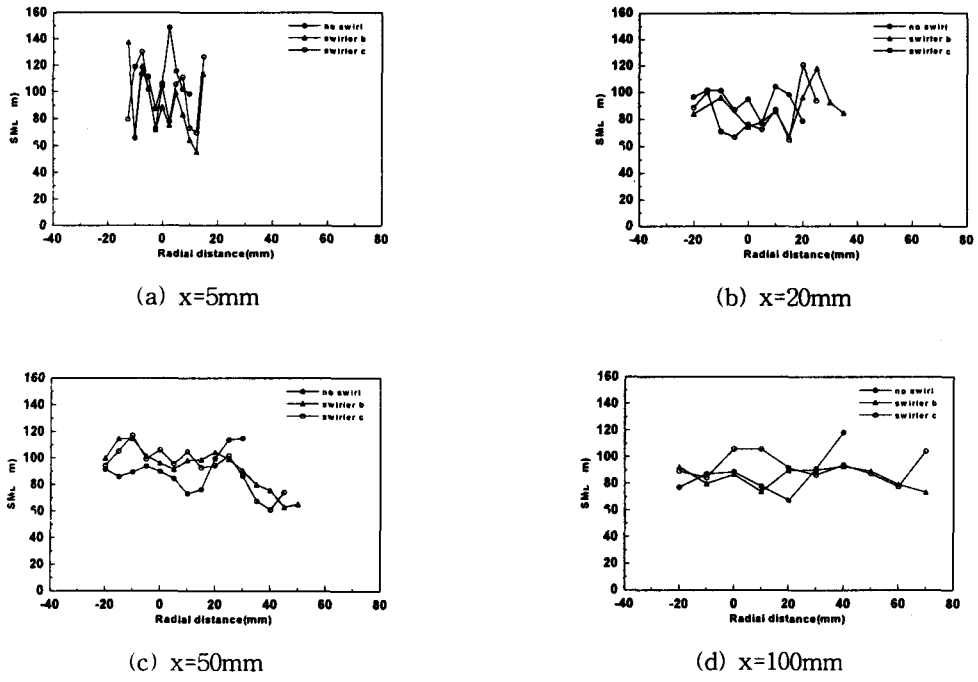 160
140
120
100
80
60
40
20
0
no swirl
swirler b
swirler c
-40 -20 0 20 40 60 80
Radial distance(mm)
(a) x=5mm
160
140
120
100
80
60
40
20
0
no swirl
swirler b
swirler c
-40 -20 0 20 40 60 80
Radial distance(mm)
(b) x=20mm
160
140
120
100
80
60
40
20
0
no swirl
swirler b
swirler c
-40 -20 0 20 40 60 80
Radial distance(mm)
(c) x=50mm
160
140
120
100
80
60
40
20
0
no swirl
swirler b
swirler c
-40 -20 0 20 40 60 80
Radial distance(mm)
(d) x=100mm